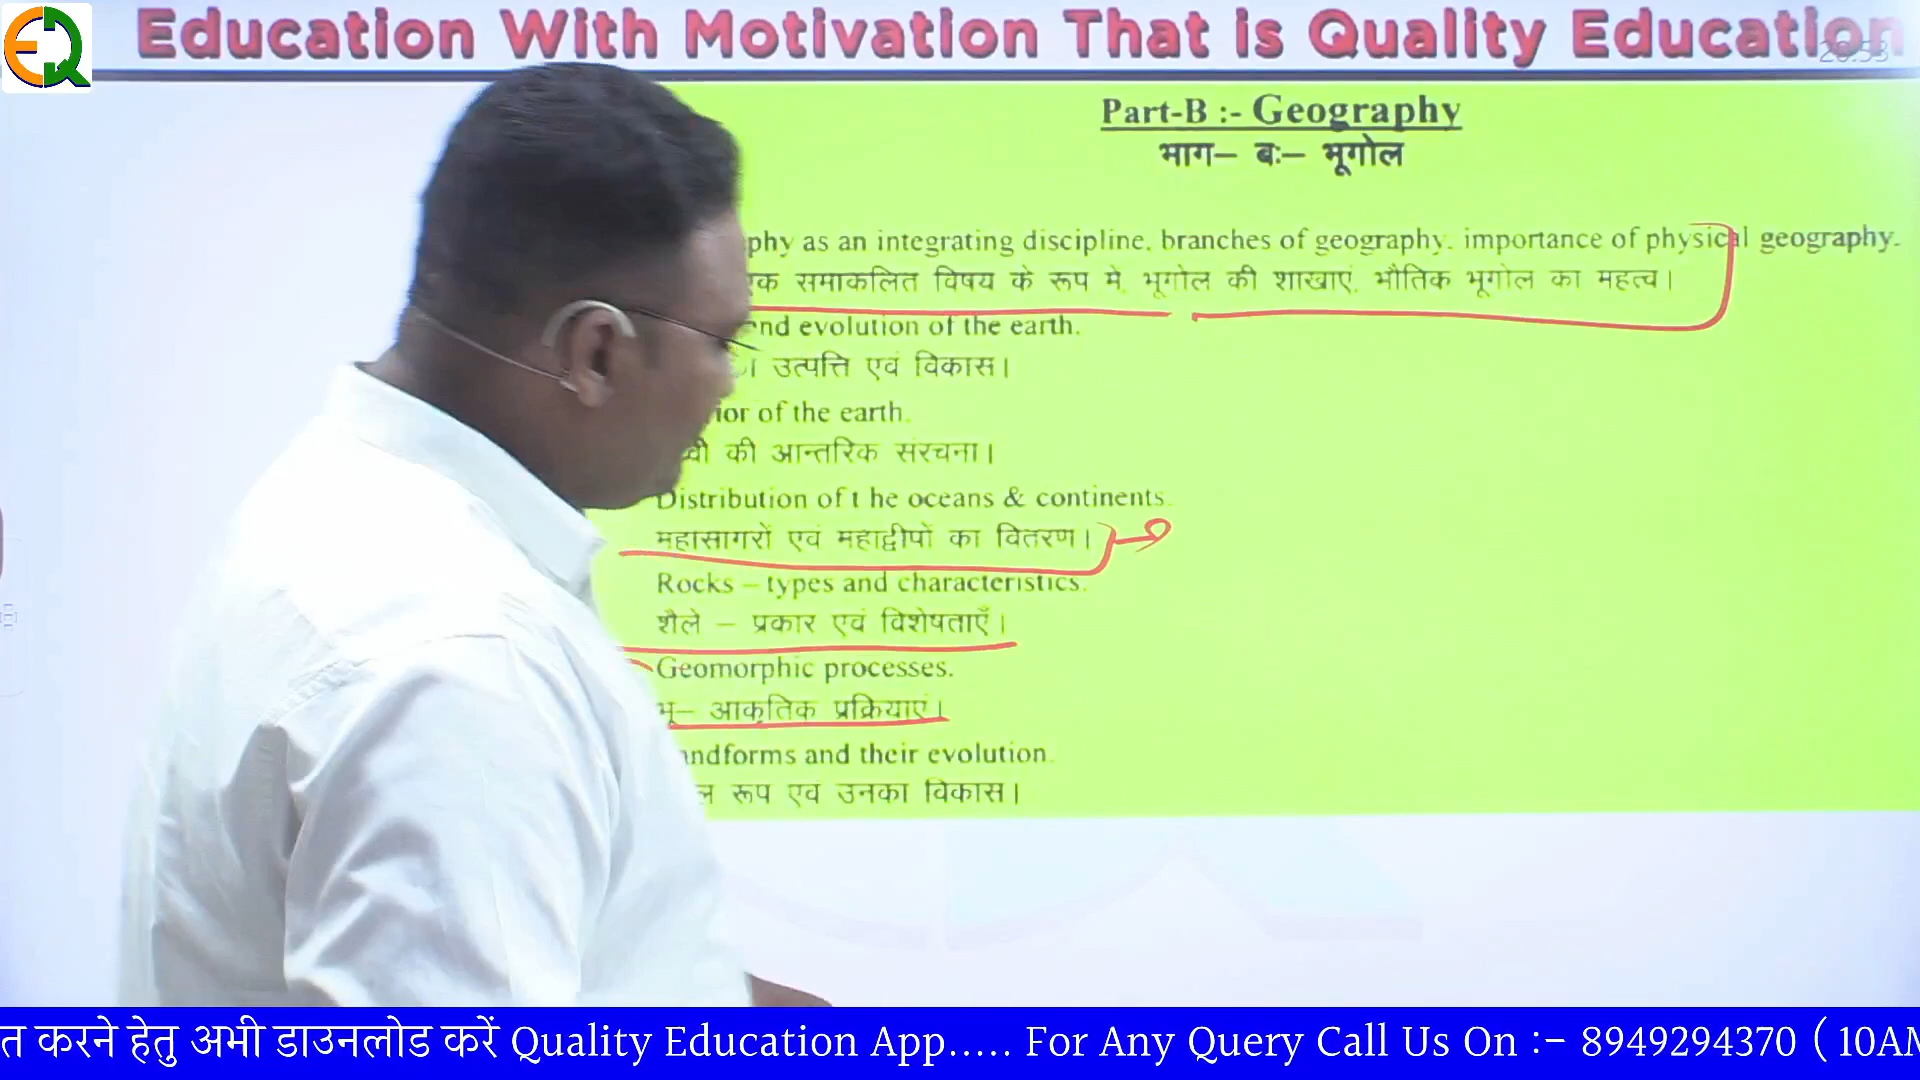 EQ
Education With Motivation That is Quality Education
20:53
Part-B :- Geography
भाग– बः– भूगोल
phy as an integrating discipline, branches of geography, importance of physical geography.
एक समाकलित विषय के रूप मे, भूगोल की शाखाएं, भौतिक भूगोल का महत्व।
nd evolution of the earth.
उत्पत्ति एवं विकास।
ior of the earth.
की आन्तरिक संरचना।
Distribution of t he oceans & continents.
महासागरों एवं महाद्वीपों का वितरण।
Rocks – types and characteristics.
शैले – प्रकार एवं विशेषताएँ।
Geomorphic processes.
भू– आकृतिक प्रक्रियाएं।
ndforms and their evolution.
ल रूप एवं उनका विकास।
त करने हेतु अभी डाउनलोड करें Quality Education App..... For Any Query Call Us On :– 8949294370 ( 10AM